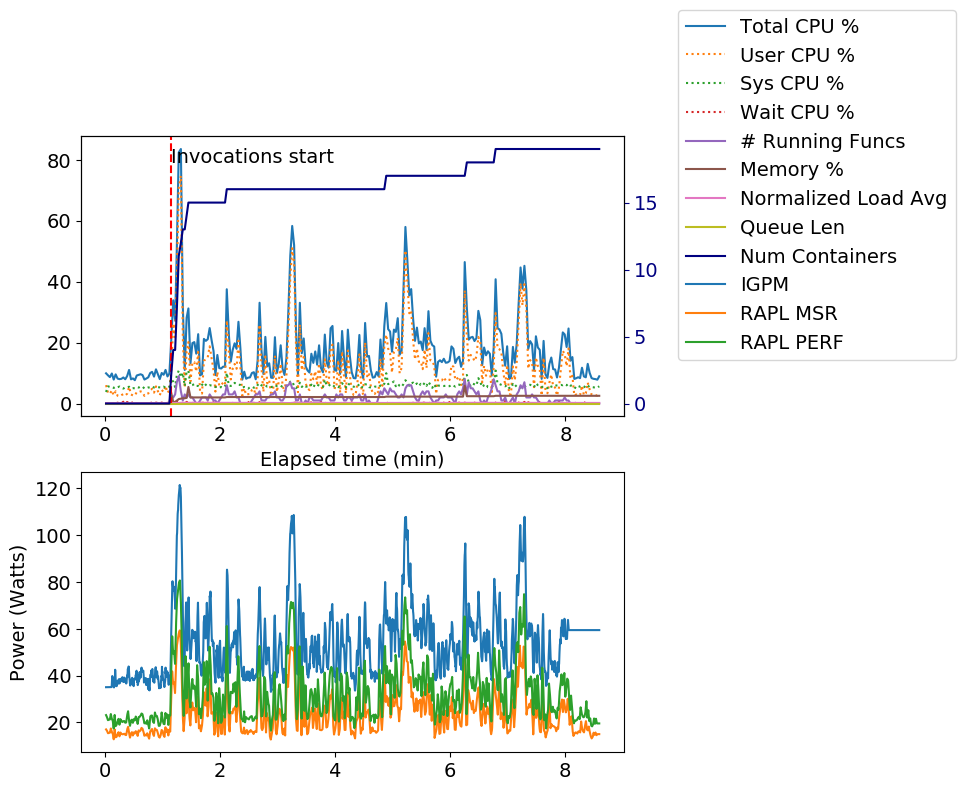 Total CPU %
User CPU %
Sys CPU %
Wait CPU %
# Running Funcs
Memory %
Normalized Load Avg
Queue Len
Num Containers
IGPM
RAPL MSR
RAPL PERF
Invocations start
80
60
40
20
0
15
10
5
0
0 2 4 6 8
Elapsed time (min)
120
100
80
60
40
20
Power (Watts)
0 2 4 6 8